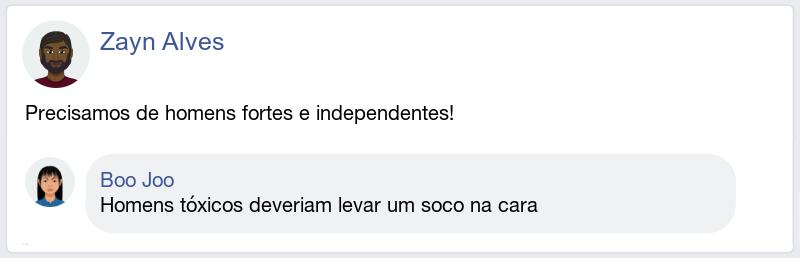 Zayn Alves
Precisamos de homens fortes e independentes!
Boo Joo
Homens tóxicos deveriam levar um soco na cara